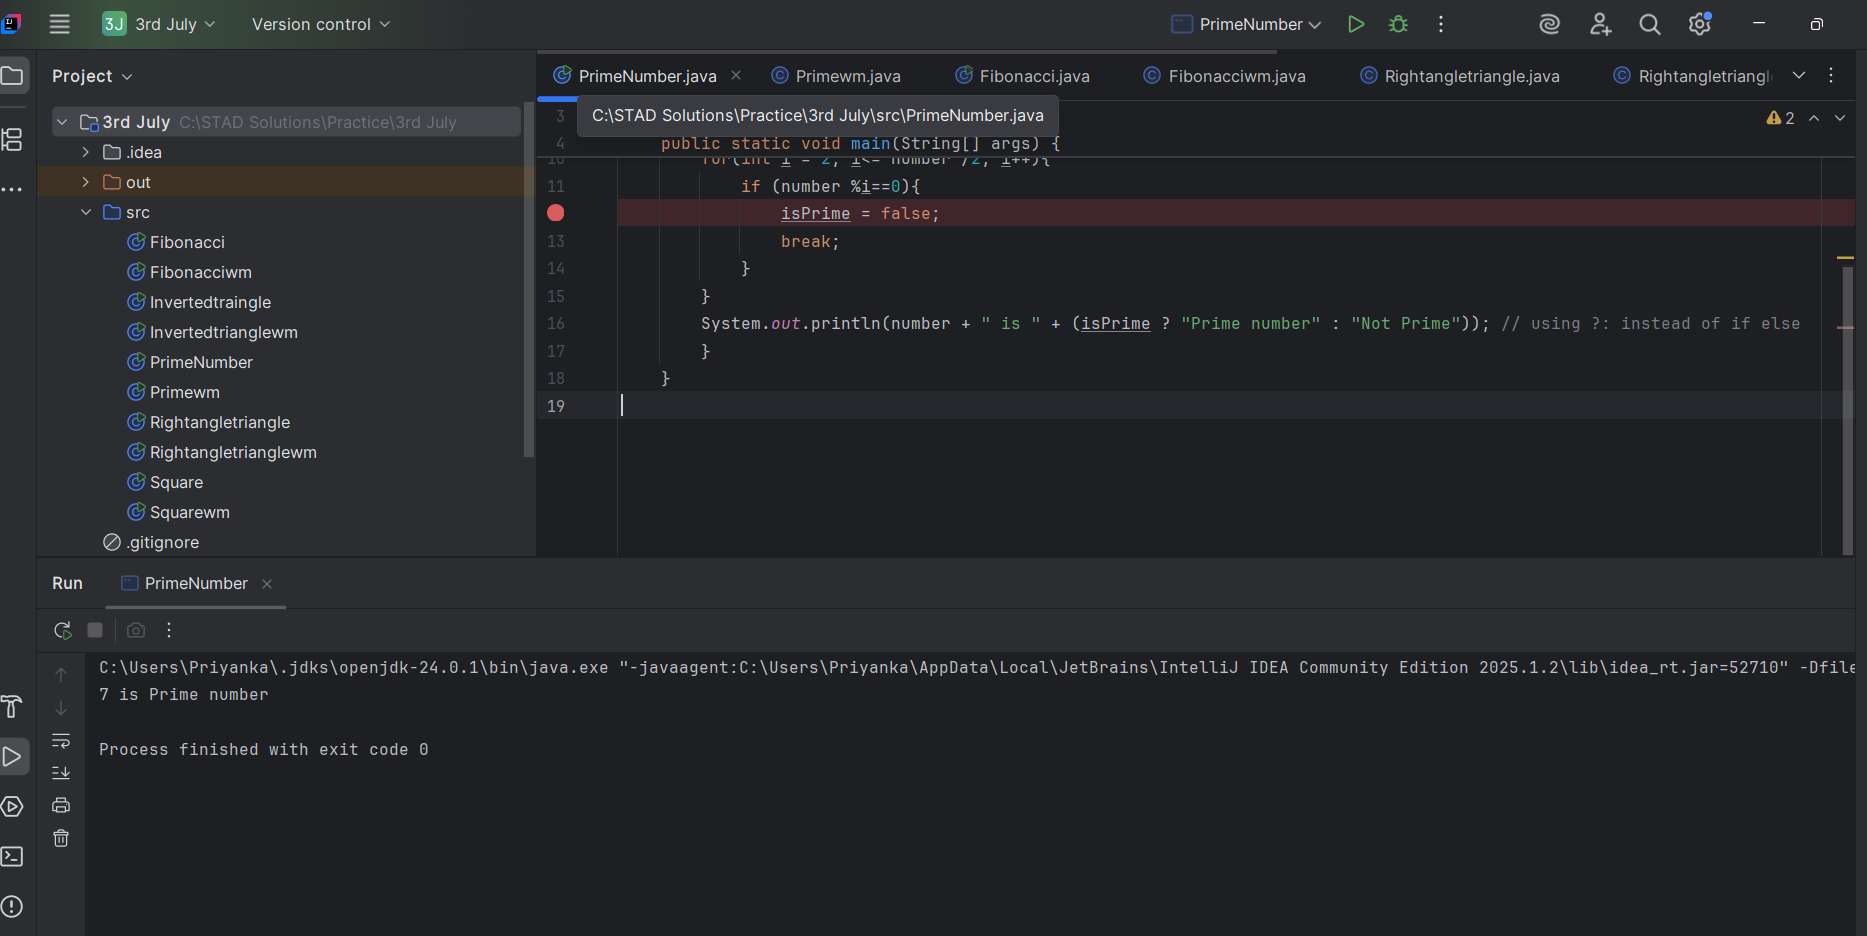 3J 3rd July Version control PrimeNumber
Project
3rd July C:\STAD Solutions\Practice\3rd July
.idea
out
src
Fibonacci
Fibonacciwm
Invertedtraingle
Invertedtrianglewm
PrimeNumber
Primewm
Rightangletriangle
Rightangletrianglewm
Square
Squarewm
.gitignore
PrimeNumber.java Primewm.java Fibonacci.java Fibonacciwm.java Rightangletriangle.java Rightangletriangl
C:\STAD Solutions\Practice\3rd July\src\PrimeNumber.java
3
2
4 public static void main(String[] args) {
10 for(int i = 2; i<= number /2; i++){
11 if (number %i==0){
isPrime = false;
13 break;
14 }
15 }
16 System.out.println(number + " is " + (isPrime ? "Prime number" : "Not Prime")); // using ?: instead of if else
17 }
18 }
19
Run PrimeNumber
C:\Users\Priyanka\.jdks\openjdk-24.0.1\bin\java.exe "-javaagent:C:\Users\Priyanka\AppData\Local\JetBrains\IntelliJ IDEA Community Edition 2025.1.2\lib\idea_rt.jar=52710" -Dfile
7 is Prime number
Process finished with exit code 0